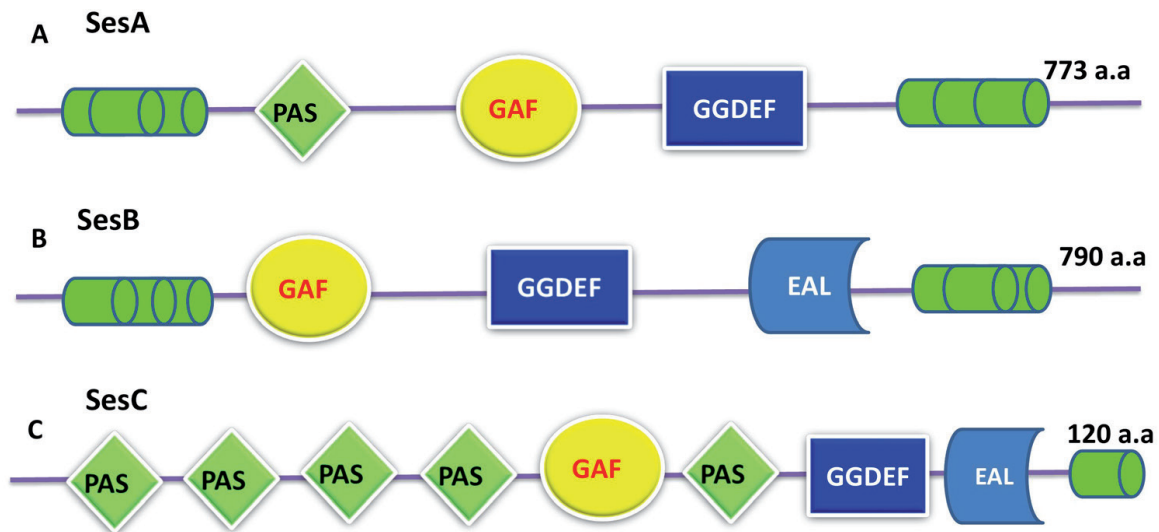 A SesA
PAS GAF GGDEF 773 a.a
B SesB
GAF GGDEF EAL 790 a.a
C SesC
PAS PAS PAS PAS GAF PAS GGDEF EAL 120 a.a